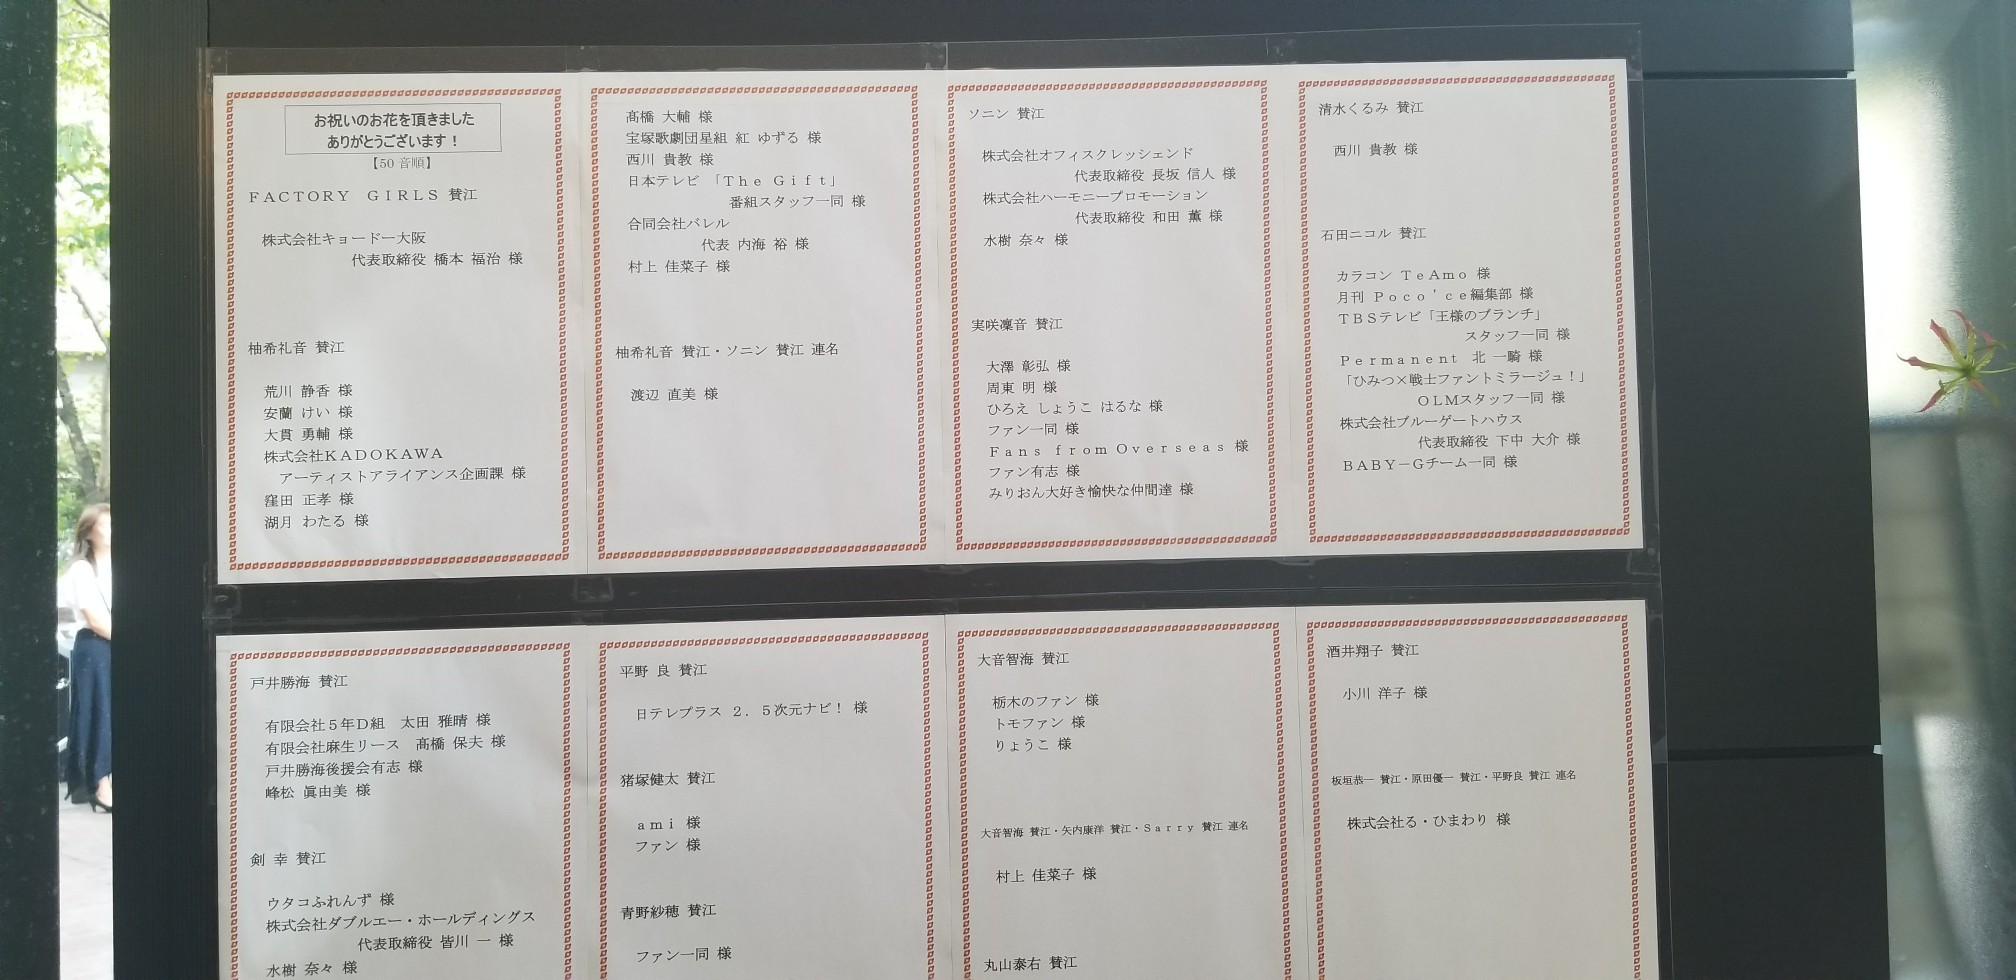 お祝いのお花を頂きました
ありがとうございます！
【50音順】
ＦＡＣＴＯＲＹ　ＧＩＲＬＳ 賛江
株式会社キョードー大阪
代表取締役 橋本 福治 様
柚希礼音 賛江
荒川 静香 様
安蘭 けい 様
大貫 勇輔 様
株式会社ＫＡＤＯＫＡＷＡ
アーティストアライアンス企画課 様
窪田 正孝 様
湖月 わたる 様
髙橋 大輔 様
宝塚歌劇団星組 紅 ゆずる 様
西川 貴教 様
日本テレビ 「Ｔｈｅ Ｇｉｆｔ」
番組スタッフ一同 様
合同会社バレル
代表 内海 裕 様
村上 佳菜子 様
柚希礼音 賛江・ソニン 賛江 連名
渡辺 直美 様
ソニン 賛江
株式会社オフィスクレッシェンド
代表取締役 長坂 信人 様
株式会社ハーモニープロモーション
代表取締役 和田 薫 様
水樹 奈々 様
実咲凜音 賛江
大澤 彰弘 様
周東 明 様
ひろえ しょうこ はるな 様
ファン一同 様
Ｆａｎｓ ｆｒｏｍ Ｏｖｅｒｓｅａｓ 様
ファン有志 様
みりおん大好き愉快な仲間達 様
清水くるみ 賛江
西川 貴教 様
石田ニコル 賛江
カラコン ＴｅＡｍｏ 様
月刊 Ｐｏｃｏ’ｃｅ編集部 様
ＴＢＳテレビ「王様のブランチ」
スタッフ一同 様
Ｐｅｒｍａｎｅｎｔ　北 一騎 様
「ひみつ×戦士ファントミラージュ！」
ＯＬＭスタッフ一同 様
株式会社ブルーゲートハウス
代表取締役 下中 大介 様
ＢＡＢＹ－Ｇチーム一同 様
戸井勝海 賛江
有限会社５年Ｄ組　太田 雅晴 様
有限会社麻生リース　髙橋 保夫 様
戸井勝海後援会有志 様
峰松 眞由美 様
剣 幸 賛江
ウタコふれんず 様
株式会社ダブルエー・ホールディングス
代表取締役 皆川 一 様
水樹 奈々 様
平野 良 賛江
日テレプラス ２．５次元ナビ！ 様
猪塚健太 賛江
ａｍｉ 様
ファン 様
青野紗穂 賛江
ファン一同 様
大音智海 賛江
栃木のファン 様
トモファン 様
りょうこ 様
大音智海 賛江・矢内康洋 賛江・Ｓａｒｒｙ 賛江 連名
村上 佳菜子 様
丸山泰右 賛江
酒井翔子 賛江
小川 洋子 様
板垣恭一 賛江・原田優一 賛江・平野良 賛江 連名
株式会社る・ひまわり 様